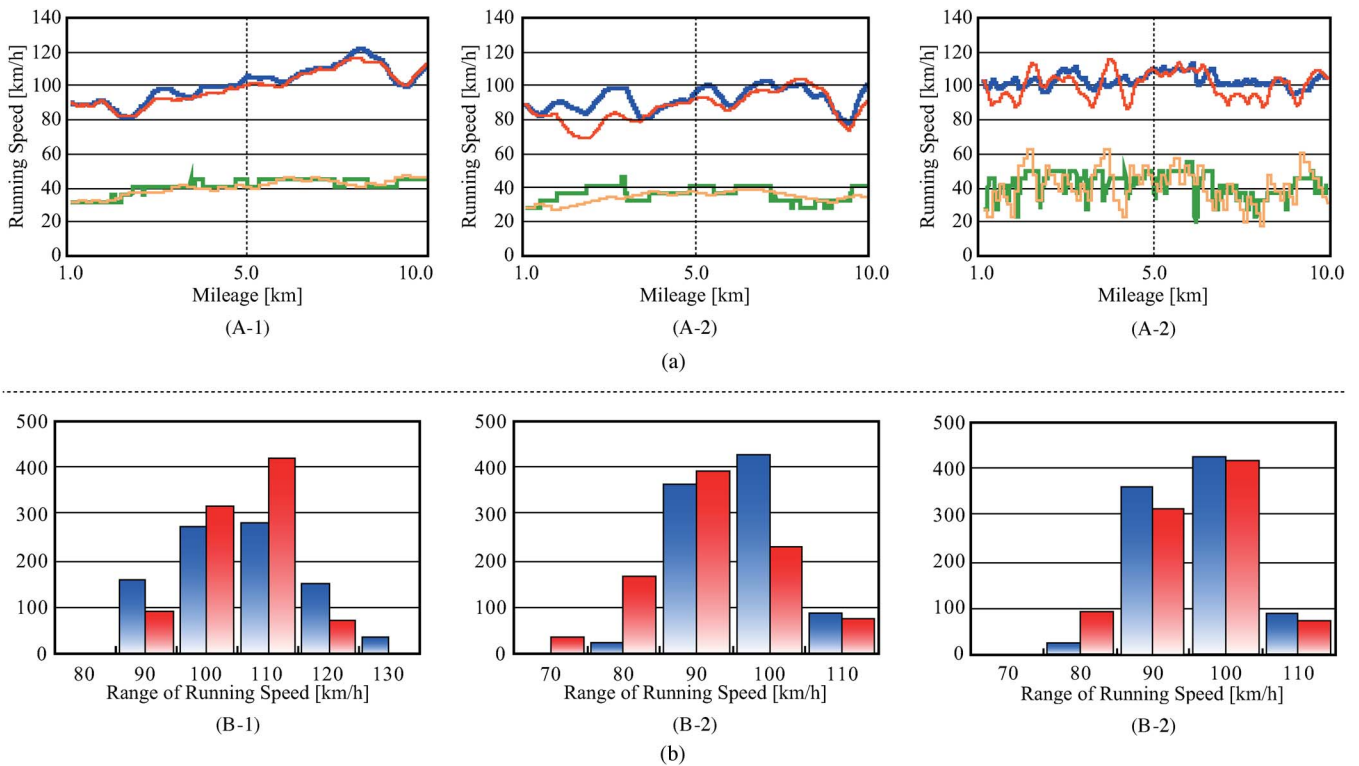 140
120
100
80
60
40
20
0
Running Speed [km/h]
1.0 5.0 10.0
Mileage [km]
(A-1)
140
120
100
80
60
40
20
0
Running Speed [km/h]
1.0 5.0 10.0
Mileage [km]
(A-2)
140
120
100
80
60
40
20
0
Running Speed [km/h]
1.0 5.0 10.0
Mileage [km]
(A-2)
(a)
500
400
300
200
100
0
80 90 100 110 120 130
Range of Running Speed [km/h]
(B-1)
500
400
300
200
100
0
70 80 90 100 110
Range of Running Speed [km/h]
(B-2)
500
400
300
200
100
0
70 80 90 100 110
Range of Running Speed [km/h]
(B-2)
(b)